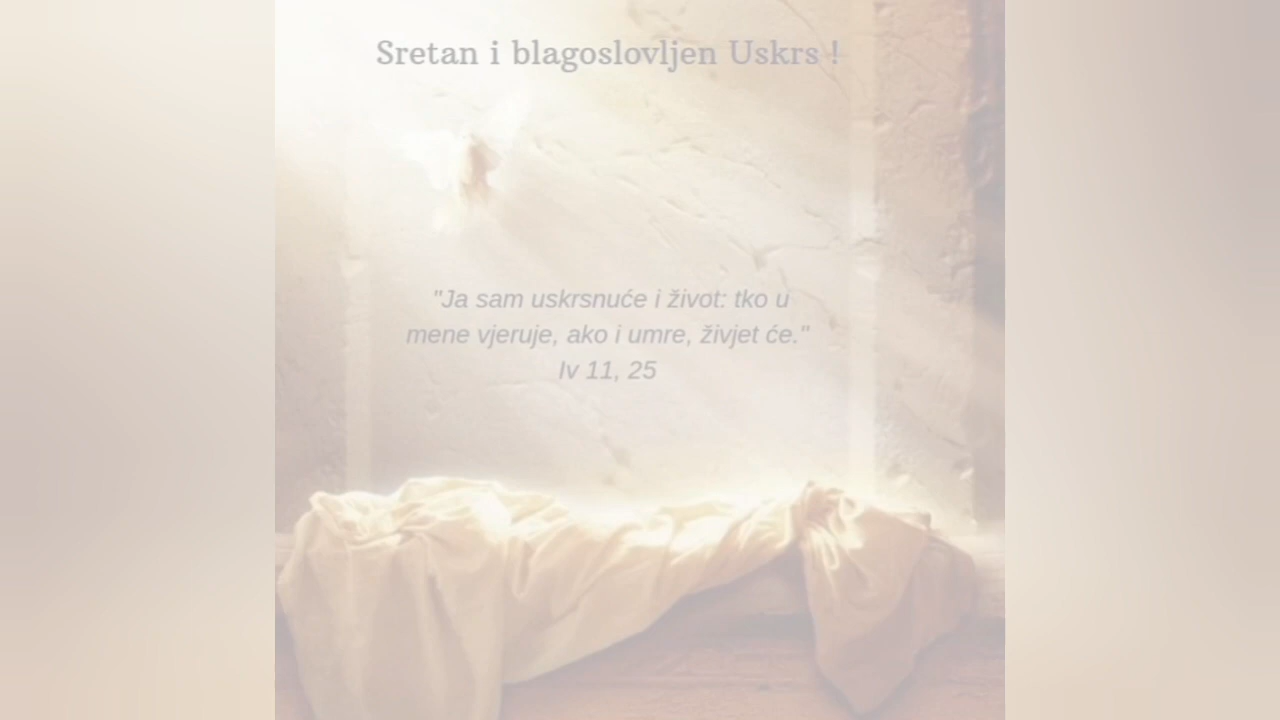 Sretan i blagoslovljen Uskrs !
"Ja sam uskrsnuće i život: tko u
mene vjeruje, ako i umre, živjet će."
Iv 11, 25